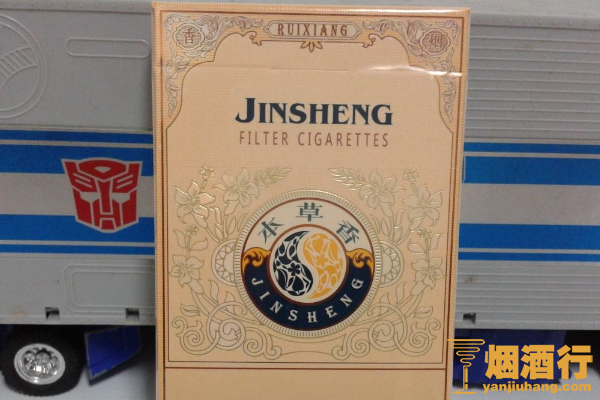 香 RUIXIANG 烟
JINSHENG
FILTER CIGARETTES
本草香
JINSHENG
烟酒行
yanjiuhang.com